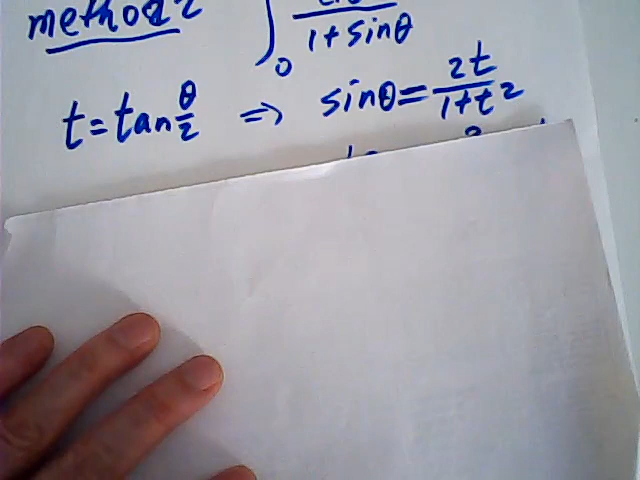 method 2 ∫₀ /(1+sinθ)
t=tan θ/2 ⇒ sinθ= 2t/(1+t²)